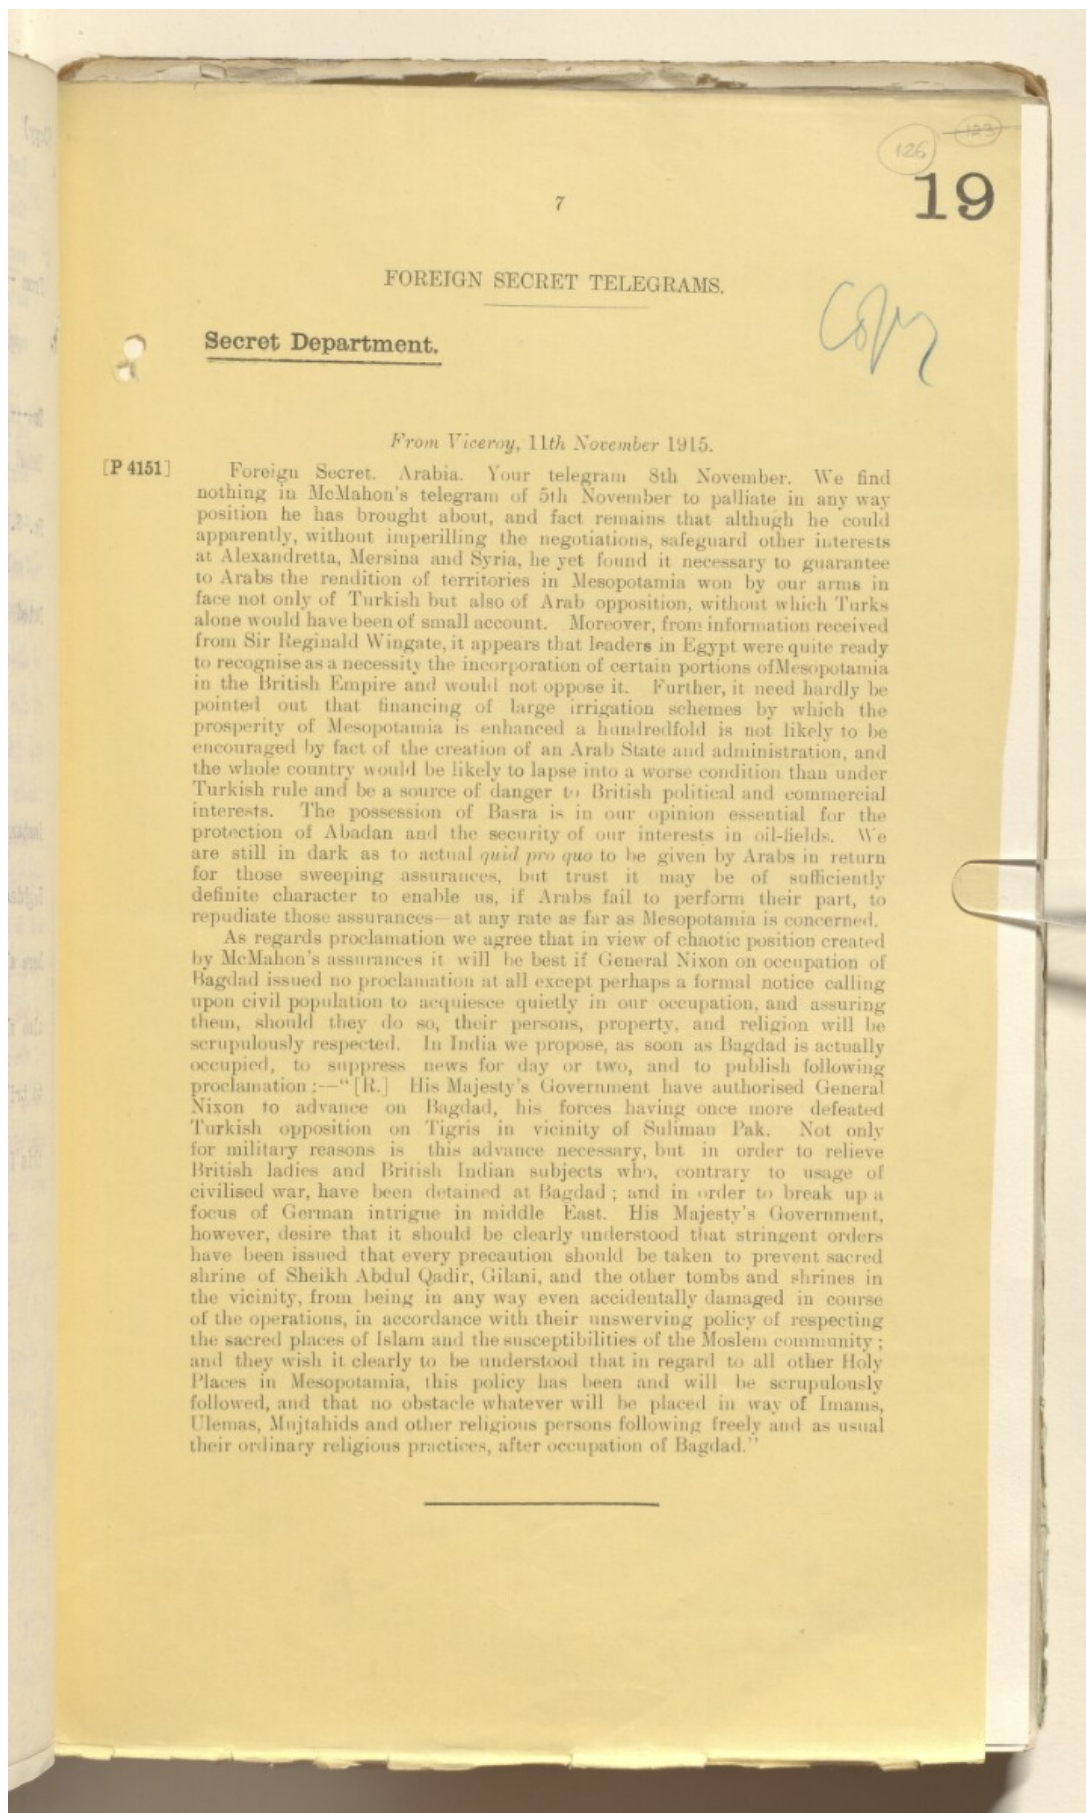 126
123
19
7
FOREIGN SECRET TELEGRAMS.
Copy
Secret Department.
From Viceroy, 11th November 1915.
[P 4151]
Foreign Secret. Arabia. Your telegram 8th November. We find
nothing in McMahon's telegram of 5th November to palliate in any way
position he has brought about, and fact remains that althugh he could
apparently, without imperilling the negotiations, safeguard other interests
at Alexandretta, Mersina and Syria, he yet found it necessary to guarantee
to Arabs the rendition of territories in Mesopotamia won by our arms in
face not only of Turkish but also of Arab opposition, without which Turks
alone would have been of small account. Moreover, from information received
from Sir Reginald Wingate, it appears that leaders in Egypt were quite ready
to recognise as a necessity the incorporation of certain portions ofMesopotamia
in the British Empire and would not oppose it. Further, it need hardly be
pointed out that financing of large irrigation schemes by which the
prosperity of Mesopotamia is enhanced a hundredfold is not likely to be
encouraged by fact of the creation of an Arab State and administration, and
the whole country would be likely to lapse into a worse condition than under
Turkish rule and be a source of danger to British political and commercial
interests. The possession of Basra is in our opinion essential for the
protection of Abadan and the security of our interests in oil-fields. We
are still in dark as to actual quid pro quo to be given by Arabs in return
for those sweeping assurances, but trust it may be of sufficiently
definite character to enable us, if Arabs fail to perform their part, to
repudiate those assurances—at any rate as far as Mesopotamia is concerned.
As regards proclamation we agree that in view of chaotic position created
by McMahon's assurances it will be best if General Nixon on occupation of
Bagdad issued no proclamation at all except perhaps a formal notice calling
upon civil population to acquiesce quietly in our occupation, and assuring
them, should they do so, their persons, property, and religion will be
scrupulously respected. In India we propose, as soon as Bagdad is actually
occupied, to suppress news for day or two, and to publish following
proclamation :—“ [R.] His Majesty's Government have authorised General
Nixon to advance on Bagdad, his forces having once more defeated
Turkish opposition on Tigris in vicinity of Suliman Pak. Not only
for military reasons is this advance necessary, but in order to relieve
British ladies and British Indian subjects who, contrary to usage of
civilised war, have been detained at Bagdad ; and in order to break up a
focus of German intrigue in middle East. His Majesty's Government,
however, desire that it should be clearly understood that stringent orders
have been issued that every precaution should be taken to prevent sacred
shrine of Sheikh Abdul Qadir, Gilani, and the other tombs and shrines in
the vicinity, from being in any way even accidentally damaged in course
of the operations, in accordance with their unswerving policy of respecting
the sacred places of Islam and the susceptibilities of the Moslem community ;
and they wish it clearly to be understood that in regard to all other Holy
Places in Mesopotamia, this policy has been and will be scrupulously
followed, and that no obstacle whatever will be placed in way of Imams,
Ulemas, Mujtahids and other religious persons following freely and as usual
their ordinary religious practices, after occupation of Bagdad.”